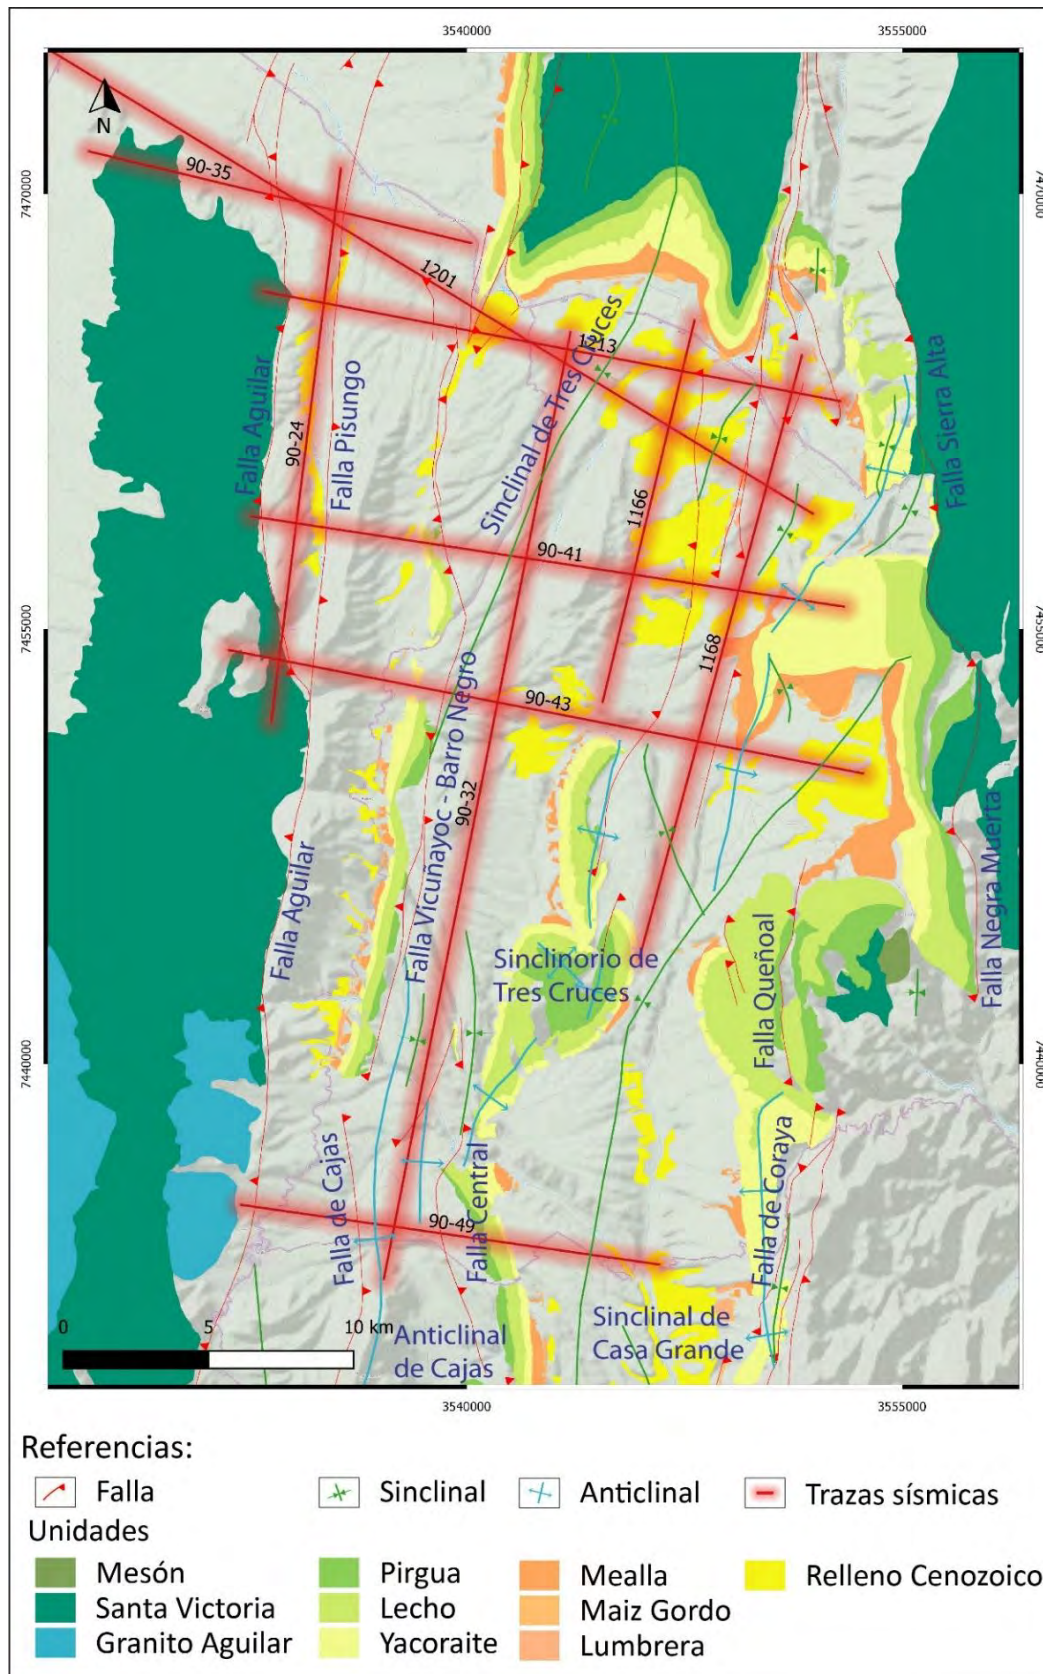 3540000
3555000
N
7470000
7470000
90-35
1201
1213
Sinclinal de Tres Cruces
Falla Aguilar
90-24
Falla Pisungo
Falla Sierra Alta
1166
90-41
7455000
7455000
1168
90-43
Falla Vicuñayoc - Barro Negro
90-32
Falla Aguilar
Falla Negra Muerta
Sinclinorio de
Tres Cruces
Falla Queñoal
7440000
7440000
Falla de Cajas
Falla Central
Falla de Coraya
90-49
0
5
10 km
Anticlinal
de Cajas
Sinclinal de
Casa Grande
3540000
3555000
Referencias:
Falla
Sinclinal
Anticlinal
Trazas sísmicas
Unidades
Mesón
Pirgua
Mealla
Relleno Cenozoico
Santa Victoria
Lecho
Maiz Gordo
Granito Aguilar
Yacoraite
Lumbrera